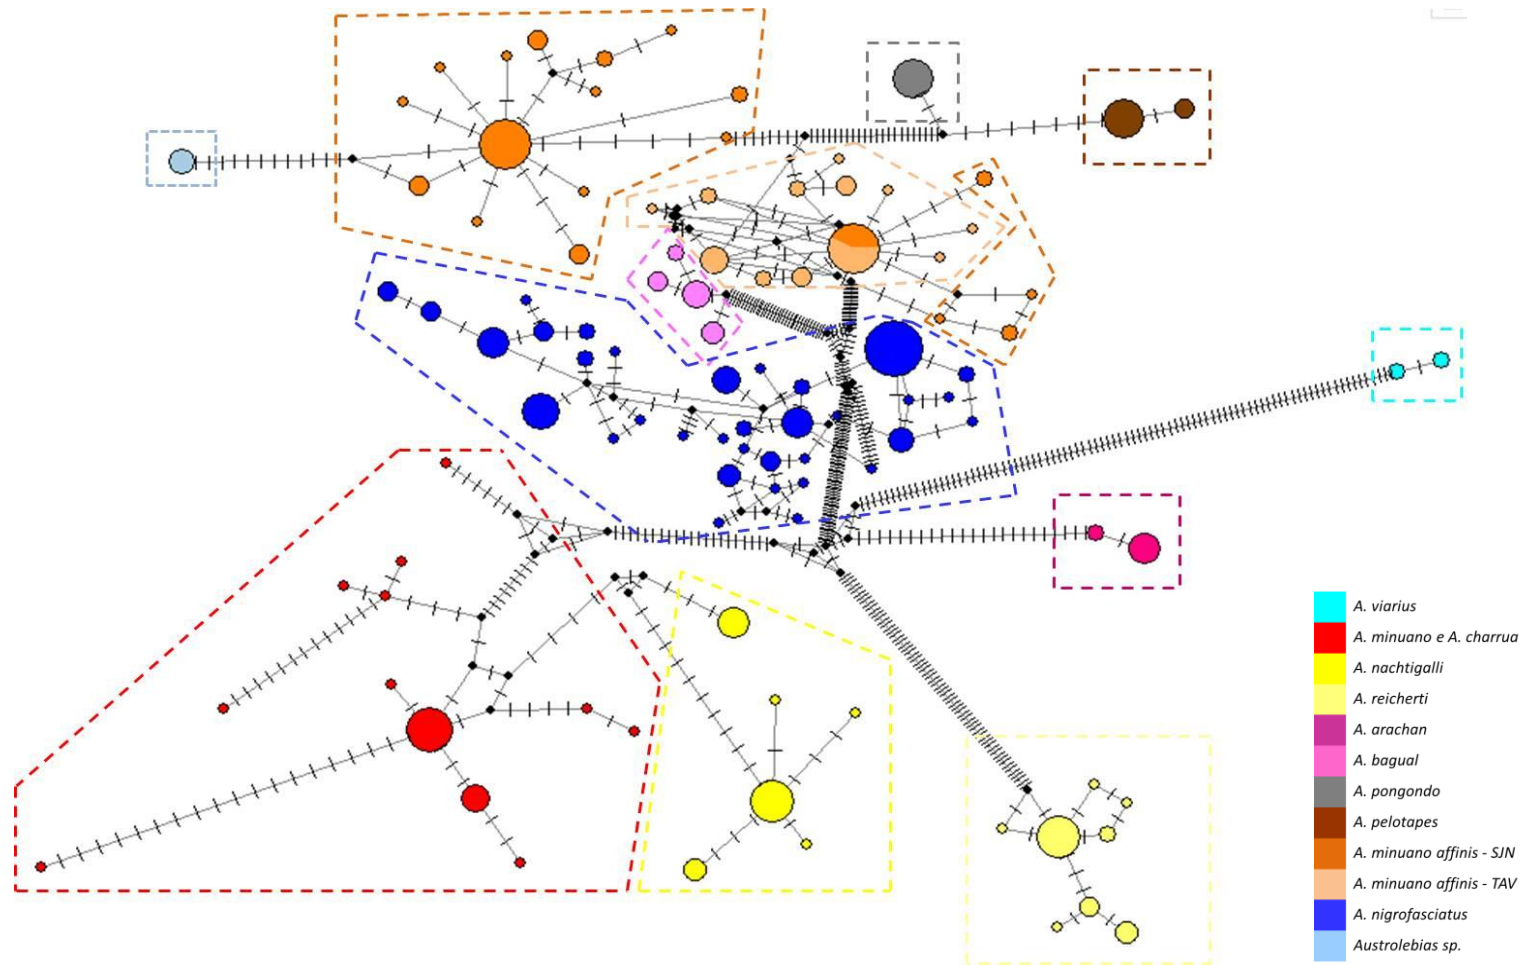 A. viarius
A. minuano e A. charrua
A. nachtigalli
A. reicherti
A. arachan
A. bagual
A. pongondo
A. pelotapes
A. minuano affinis - SJN
A. minuano affinis - TAV
A. nigrofasciatus
Austrolebias sp.